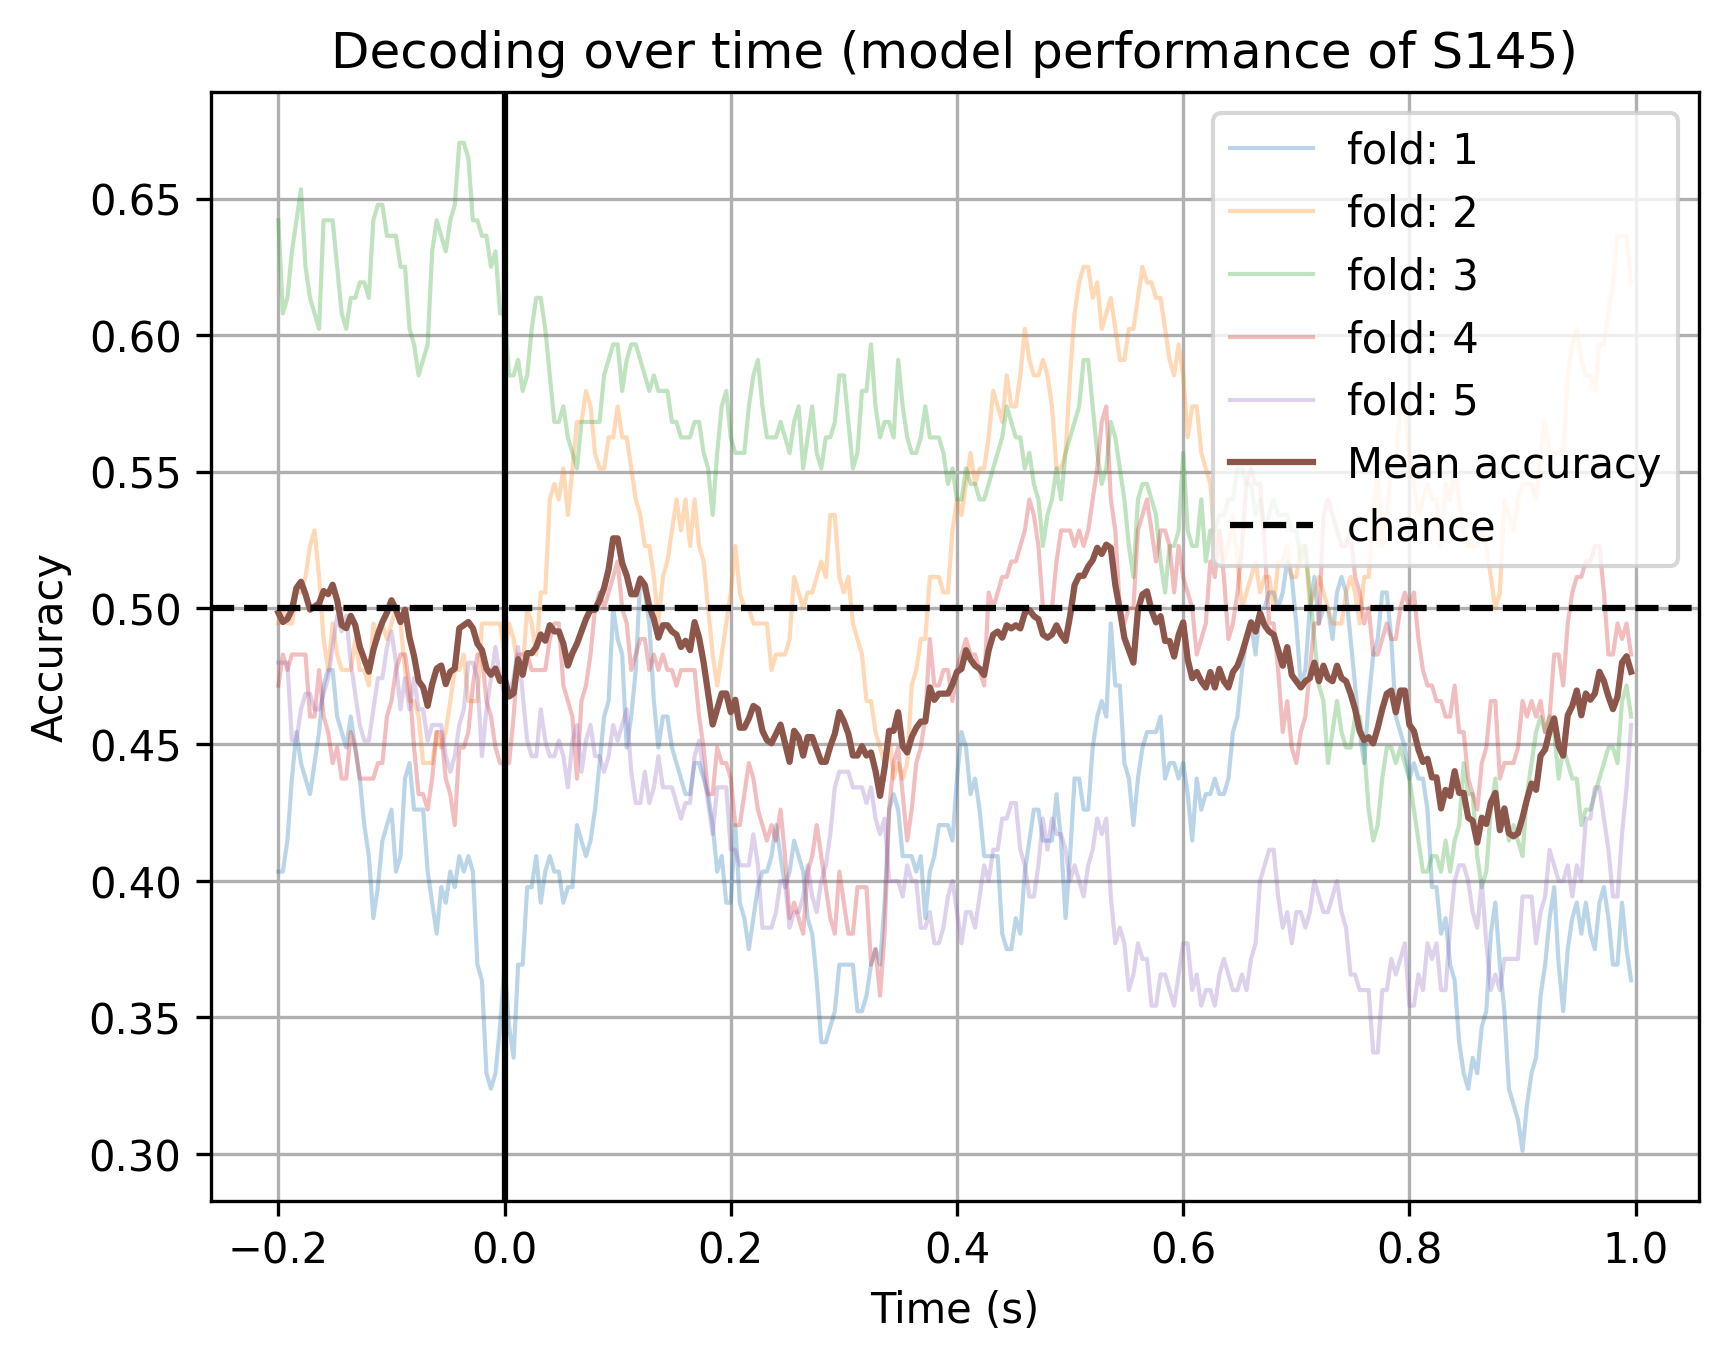 Decoding over time (model performance of S145)
fold: 1
fold: 2
fold: 3
fold: 4
fold: 5
Mean accuracy
chance
Accuracy
0.65
0.60
0.55
0.50
0.45
0.40
0.35
0.30
−0.2 0.0 0.2 0.4 0.6 0.8 1.0
Time (s)